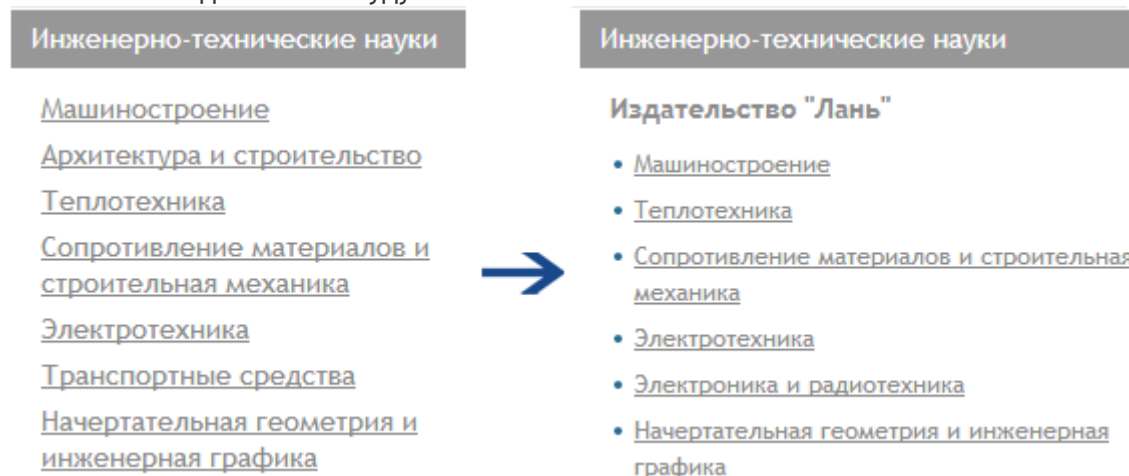 Инженерно-технические науки
Машиностроение
Архитектура и строительство
Теплотехника
Сопротивление материалов и
строительная механика
Электротехника
Транспортные средства
Начертательная геометрия и
инженерная графика
Инженерно-технические науки
Издательство "Лань"
• Машиностроение
• Теплотехника
• Сопротивление материалов и строительная
механика
• Электротехника
• Электроника и радиотехника
• Начертательная геометрия и инженерная
графика